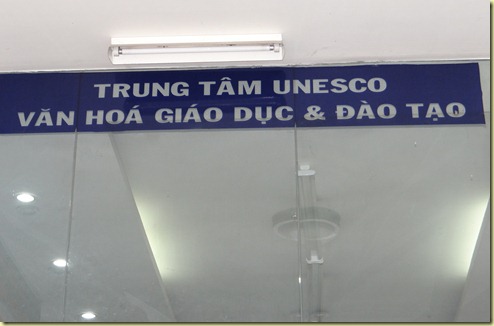 TRUNG TÂM UNESCO
VĂN HOÁ GIÁO DỤC & ĐÀO TẠO